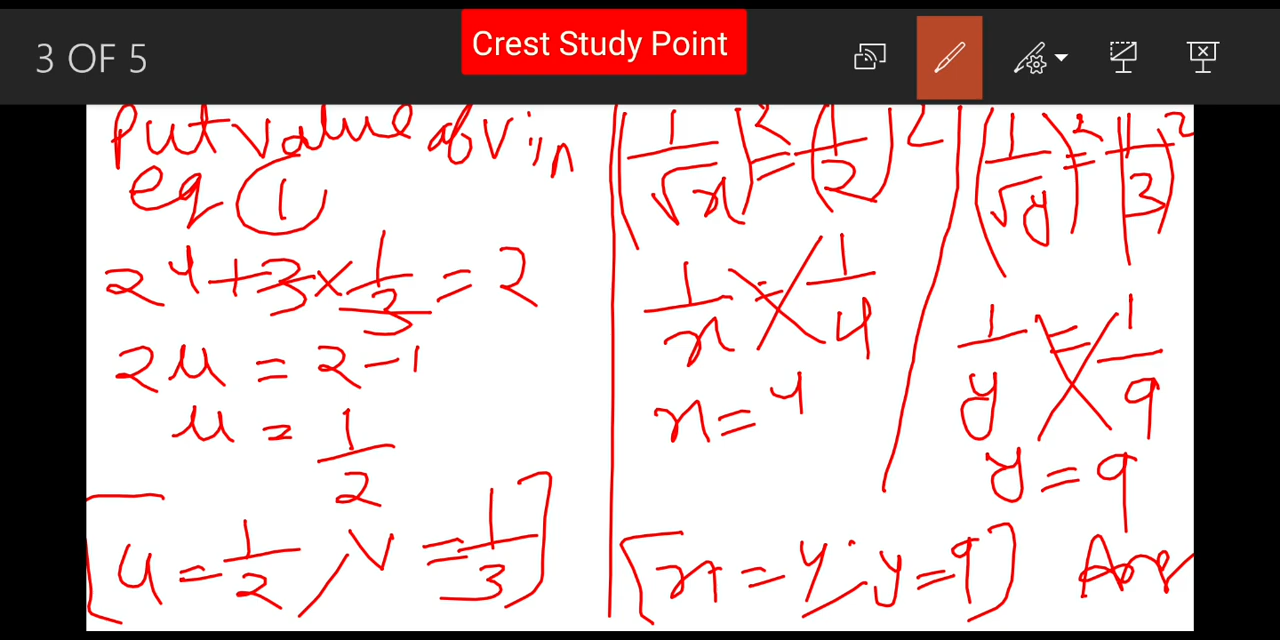 3 OF 5
Crest Study Point
Put value of V in
eq (1)
2u + 3 × 1/3 = 2
2u = 2 - 1
u = 1/2
[u = 1/2, v = 1/3]
(1/√x)² = (1/2)²
1/x = 1/4
x = 4
[x = 4, y = 9] Ans
(1/√y)² = (1/3)²
1/y = 1/9
y = 9